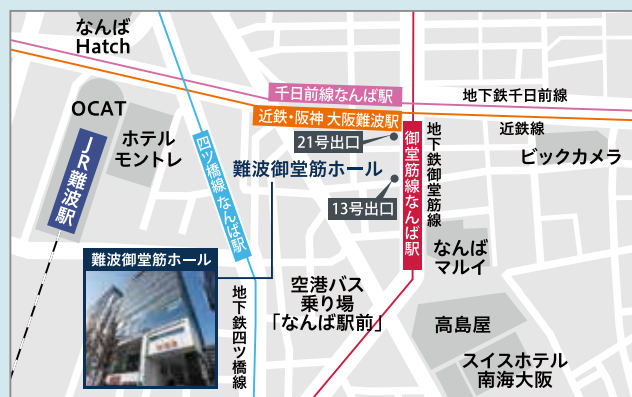 なんば
Hatch
千日前線なんば駅
地下鉄千日前線
OCAT
近鉄・阪神 大阪難波駅
近鉄線
ホテル
モントレ
21号出口
地下鉄御堂筋線
御堂筋線なんば駅
ビックカメラ
JR難波駅
四ツ橋線 なんば駅
難波御堂筋ホール
13号出口
なんば
マルイ
難波御堂筋ホール
地下鉄四ツ橋線
空港バス
乗り場
「なんば駅前」
高島屋
スイスホテル
南海大阪